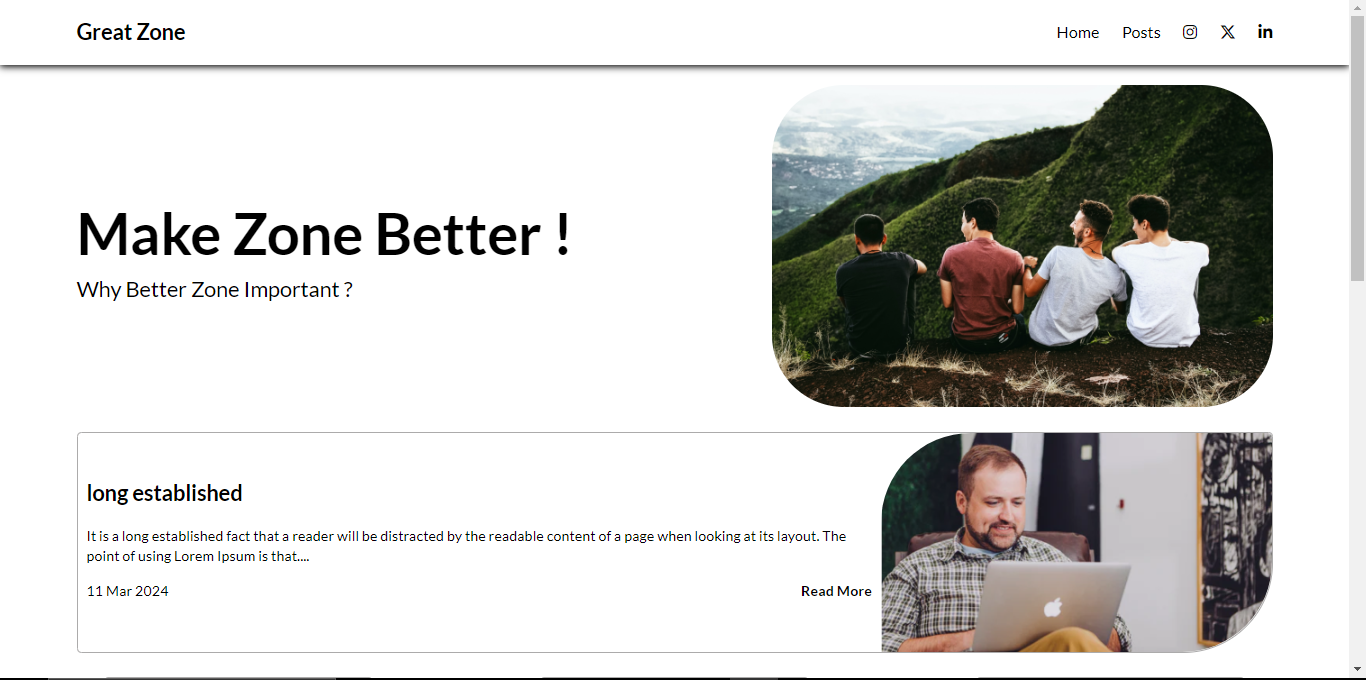 Great Zone
Home Posts
Make Zone Better !
Why Better Zone Important ?
long established
It is a long established fact that a reader will be distracted by the readable content of a page when looking at its layout. The
point of using Lorem Ipsum is that....
11 Mar 2024 Read More